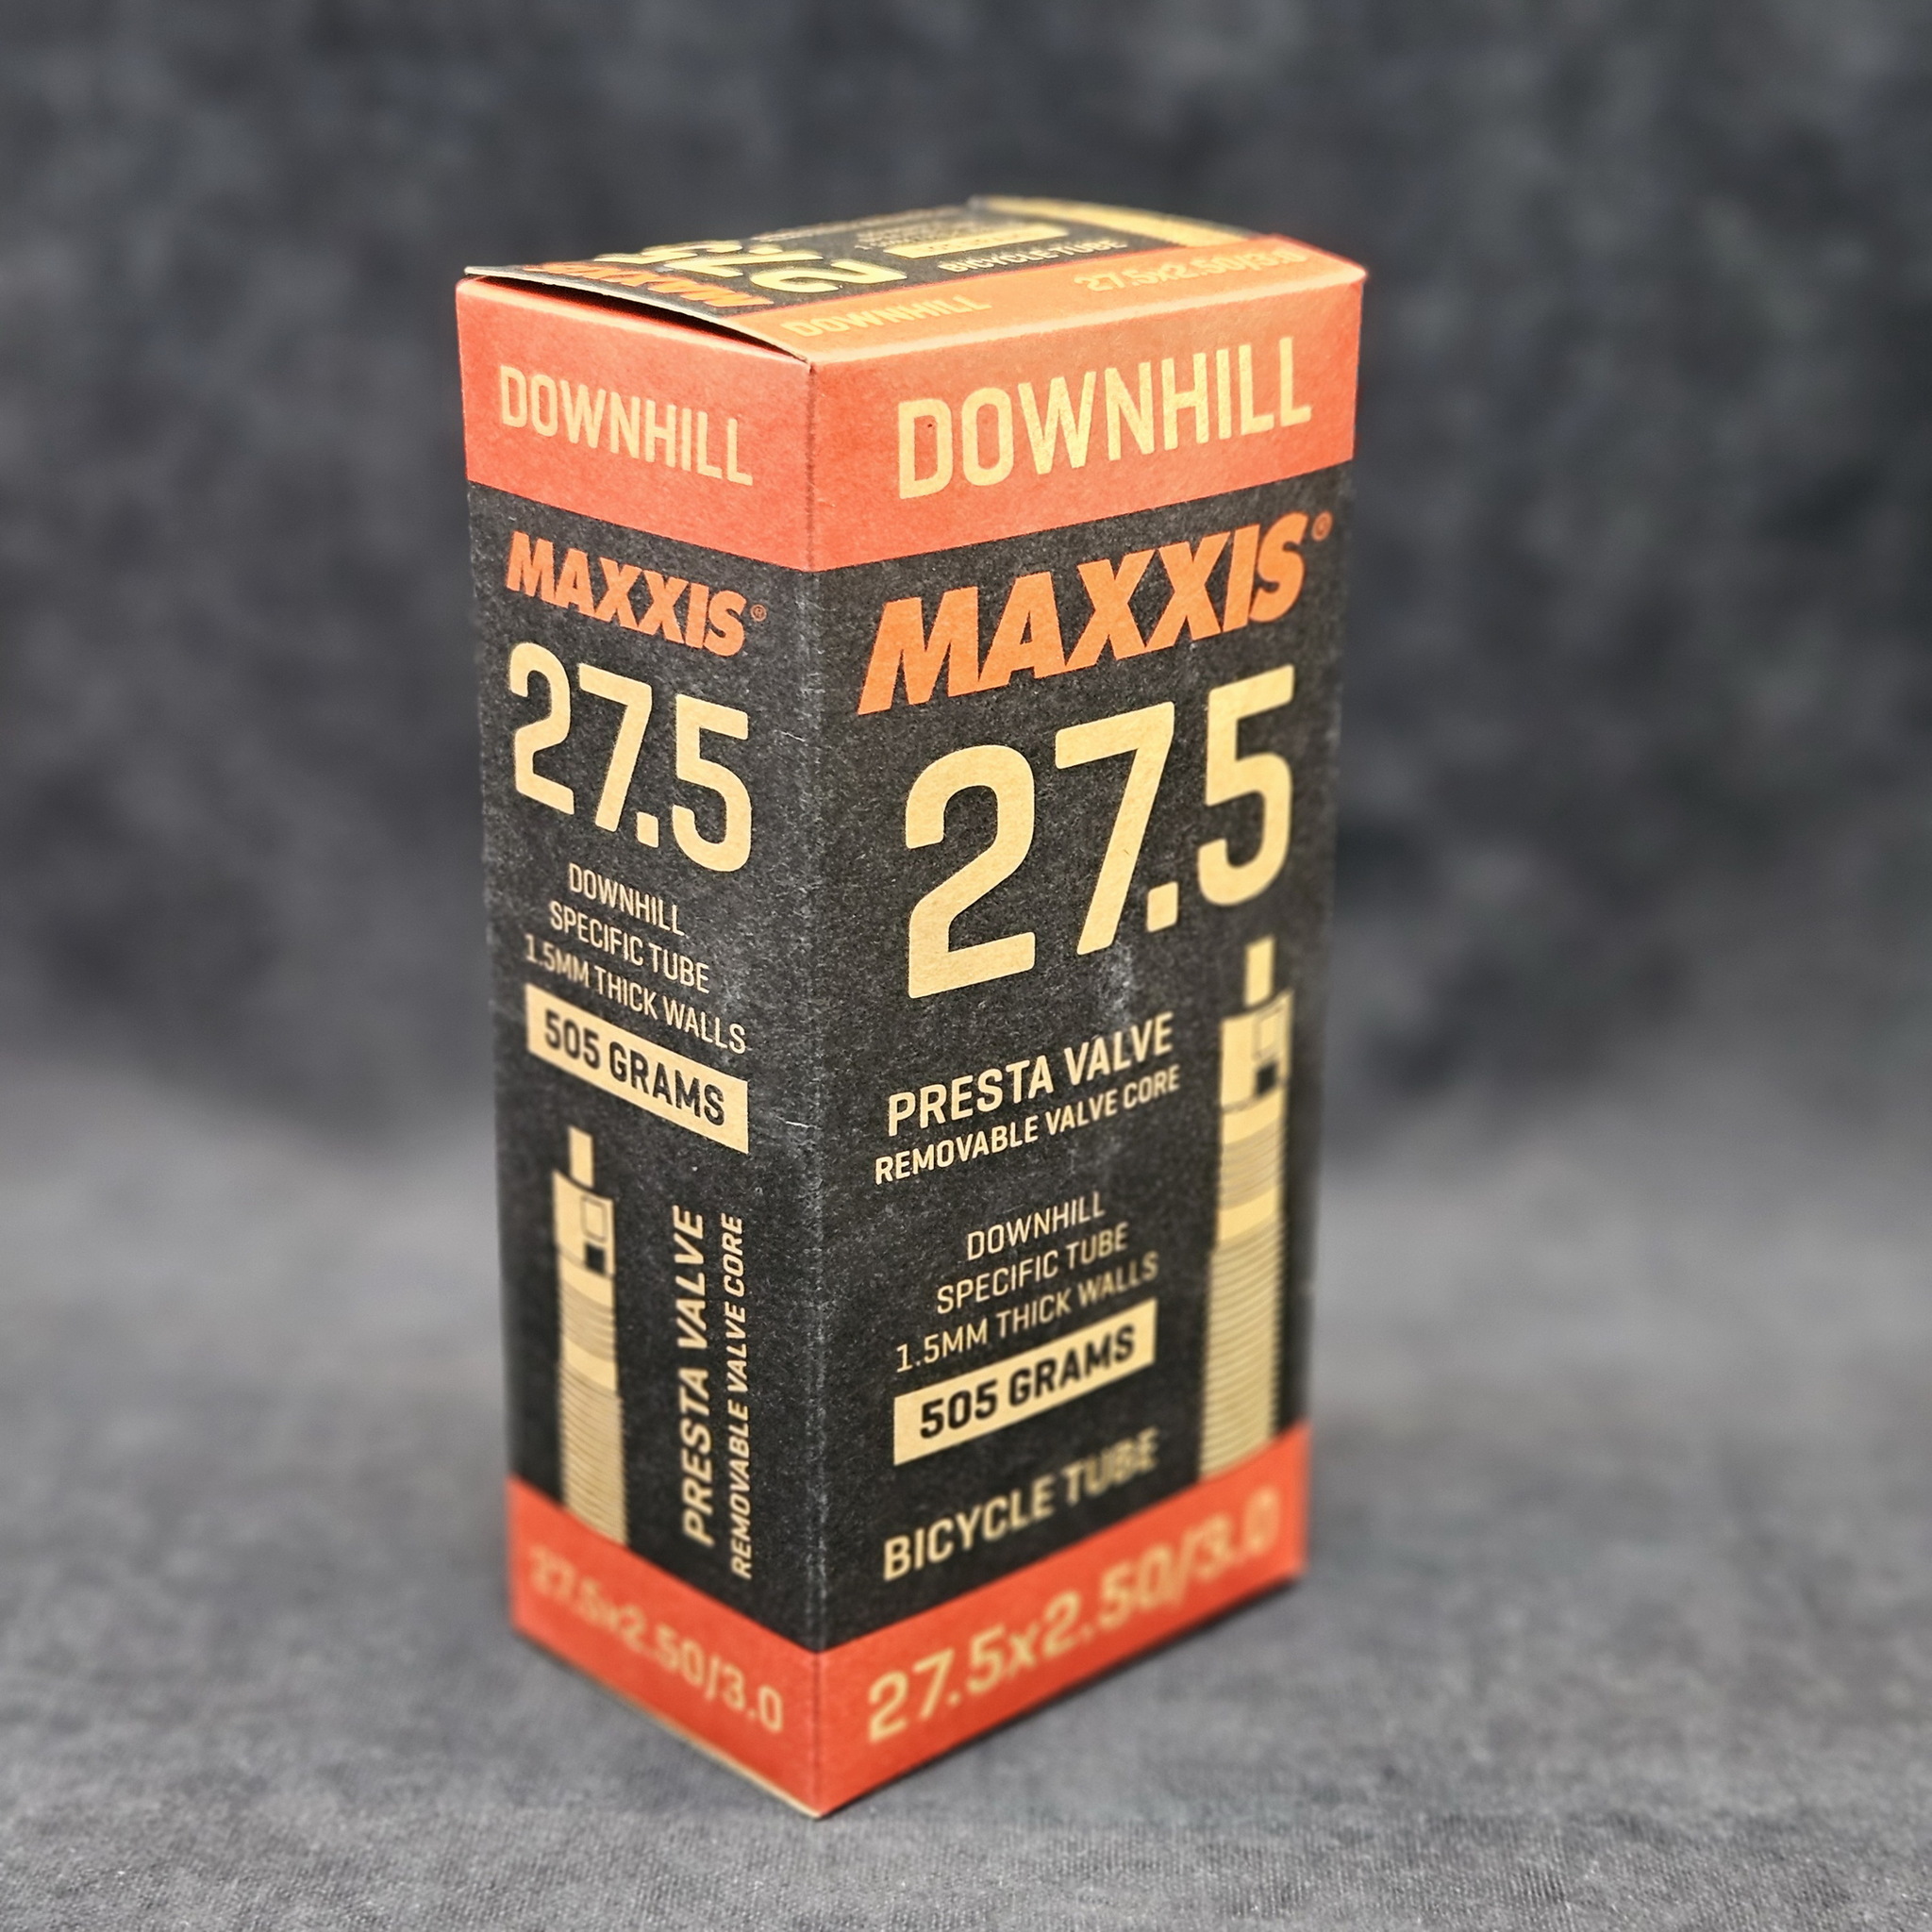 MAXXIS
2
BICYCLE TUBE
DOWNHILL
27.5x2.50/3.0
DOWNHILL
MAXXIS®
27.5
DOWNHILL
SPECIFIC TUBE
1.5MM THICK WALLS
505 GRAMS
PRESTA VALVE
REMOVABLE VALVE CORE
27.5x2.50/3.0
DOWNHILL
MAXXIS®
27.5
PRESTA VALVE
REMOVABLE VALVE CORE
DOWNHILL
SPECIFIC TUBE
1.5MM THICK WALLS
505 GRAMS
BICYCLE TUBE
27.5x2.50/3.0